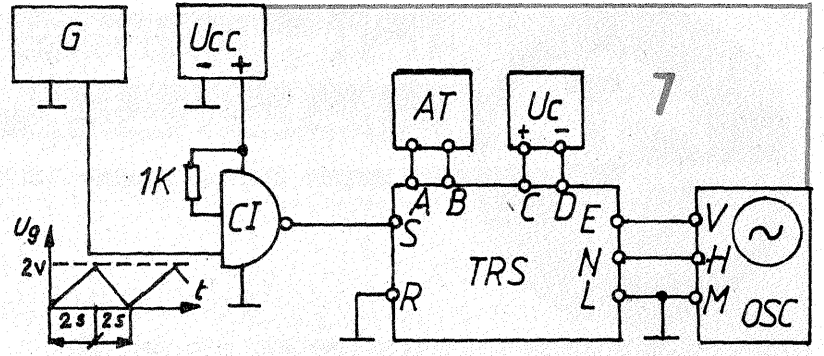 G
Ucc
- +
7
AT
Uc
+ -
1K
CI
A B C D
S
E V
TRS
N H
R
L M
OSC
Ug
2V
t
2s 2s